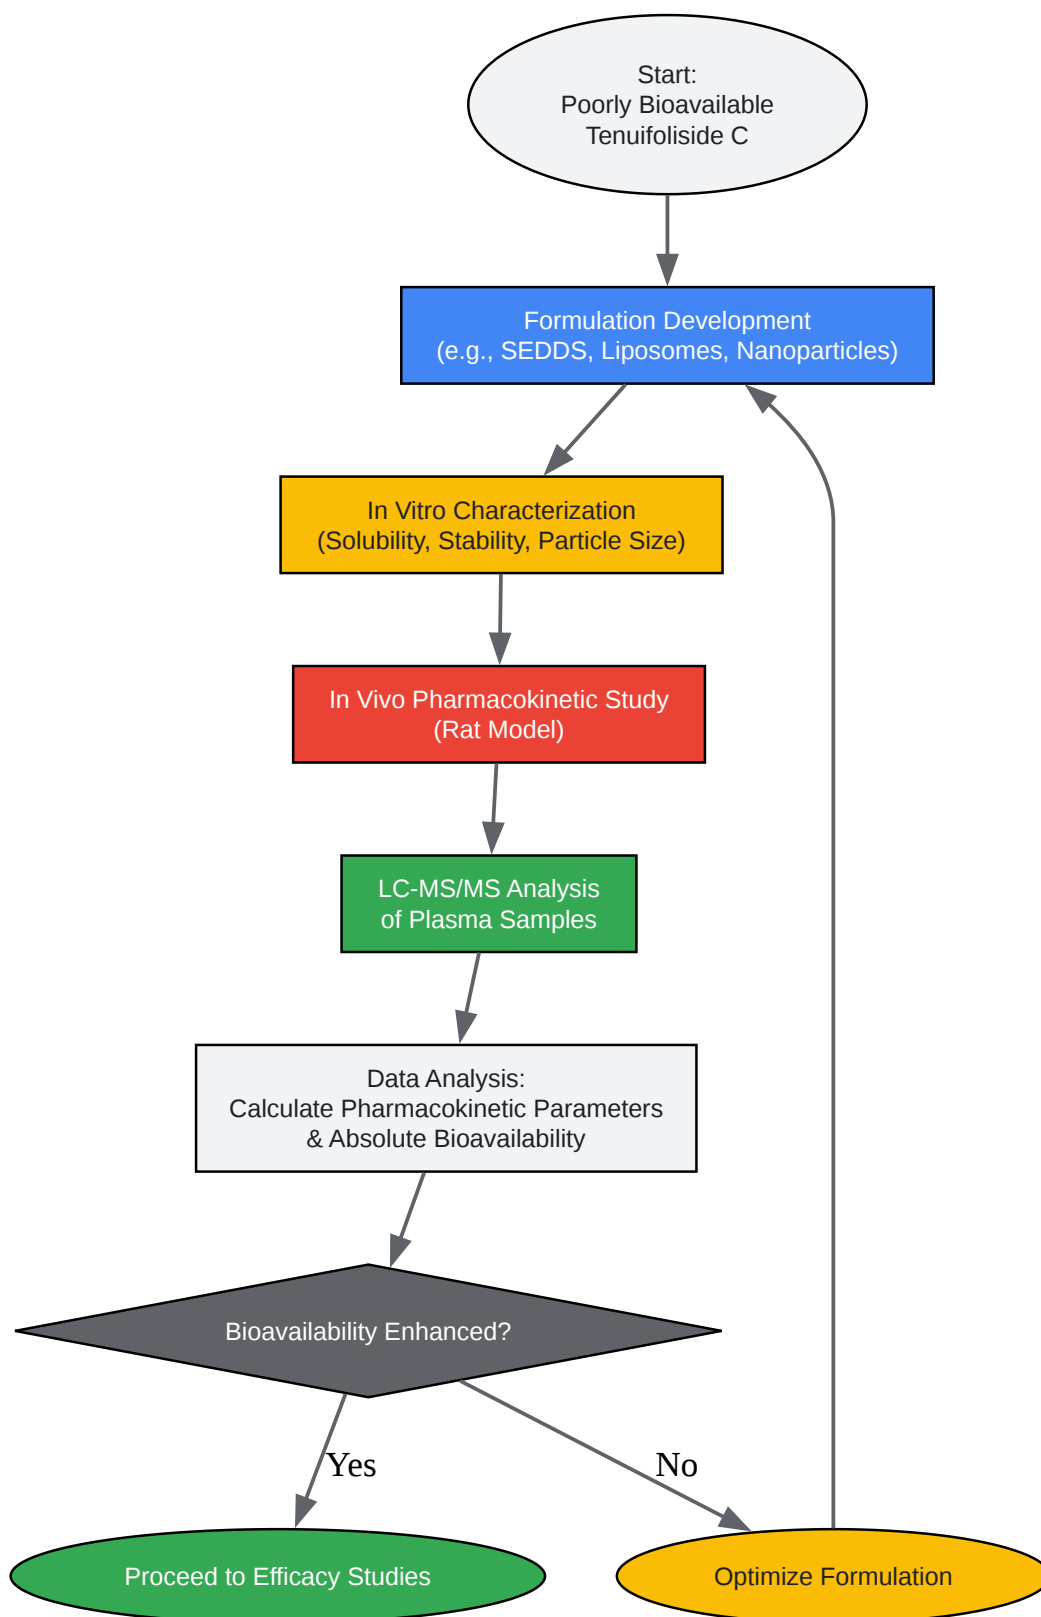 Start:
Poorly Bioavailable
Tenuifoliside C
Formulation Development
(e.g., SEDDS, Liposomes, Nanoparticles)
In Vitro Characterization
(Solubility, Stability, Particle Size)
In Vivo Pharmacokinetic Study
(Rat Model)
LC-MS/MS Analysis
of Plasma Samples
Data Analysis:
Calculate Pharmacokinetic Parameters
& Absolute Bioavailability
Bioavailability Enhanced?
Yes
No
Proceed to Efficacy Studies
Optimize Formulation